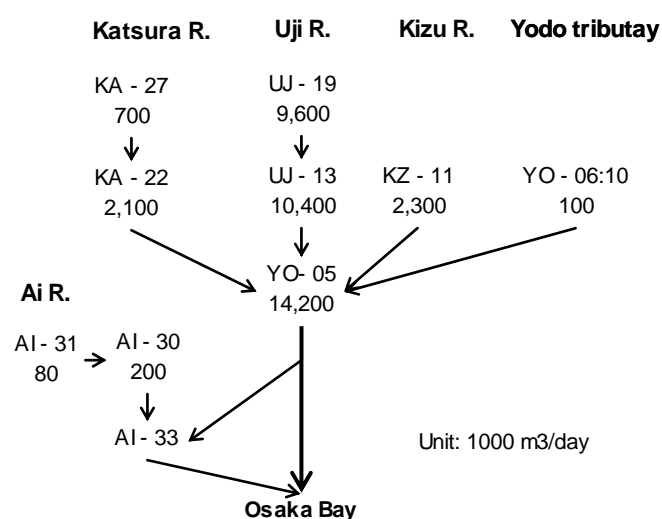 Katsura R. Uji R. Kizu R. Yodo tributay
KA - 27 UJ - 19
700 9,600
KA - 22 UJ - 13 KZ - 11 YO - 06:10
2,100 10,400 2,300 100
YO- 05
14,200
Ai R.
AI - 31 AI - 30
80 200
AI - 33
Unit: 1000 m3/day
Osaka Bay